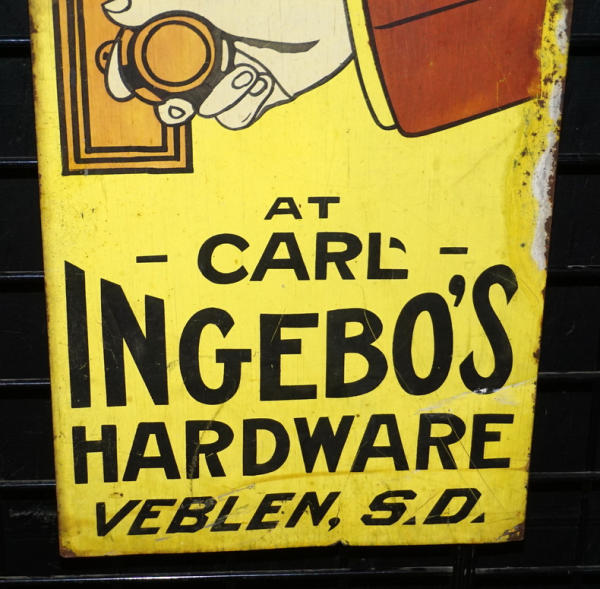 AT
- CARL -
INGEBO'S
HARDWARE
VEBLEN, S.D.